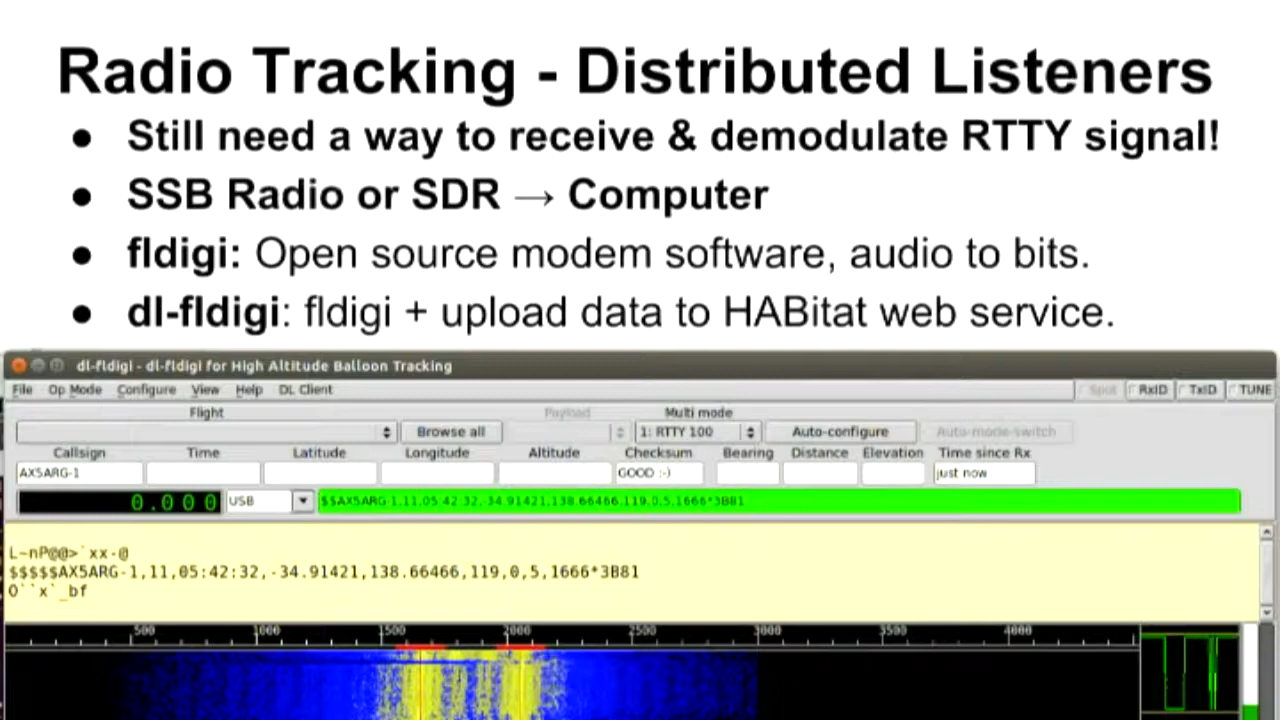 Radio Tracking - Distributed Listeners
● Still need a way to receive & demodulate RTTY signal!
● SSB Radio or SDR → Computer
● fldigi: Open source modem software, audio to bits.
● dl-fldigi: fldigi + upload data to HABitat web service.
dl-fldigi - dl-fldigi for High Altitude Balloon Tracking
File Op Mode Configure View Help DL Client Spot RxID TxID TUNE
Flight Payload Multi mode
Browse all 1: RTTY 100 Auto-configure Auto-mode-switch
Callsign Time Latitude Longitude Altitude Checksum Bearing Distance Elevation Time since Rx
AX5ARG-1 GOOD :-) just now
0.000 USB $$AX5ARG-1,11,05:42:32,-34.91421,138.66466,119,0,5,1666*3B81
L~nP@@>`xx-@
$$$$$AX5ARG-1,11,05:42:32,-34.91421,138.66466,119,0,5,1666*3B81
O``x`_bf
500 1000 1500 2000 2500 3000 3500 4000